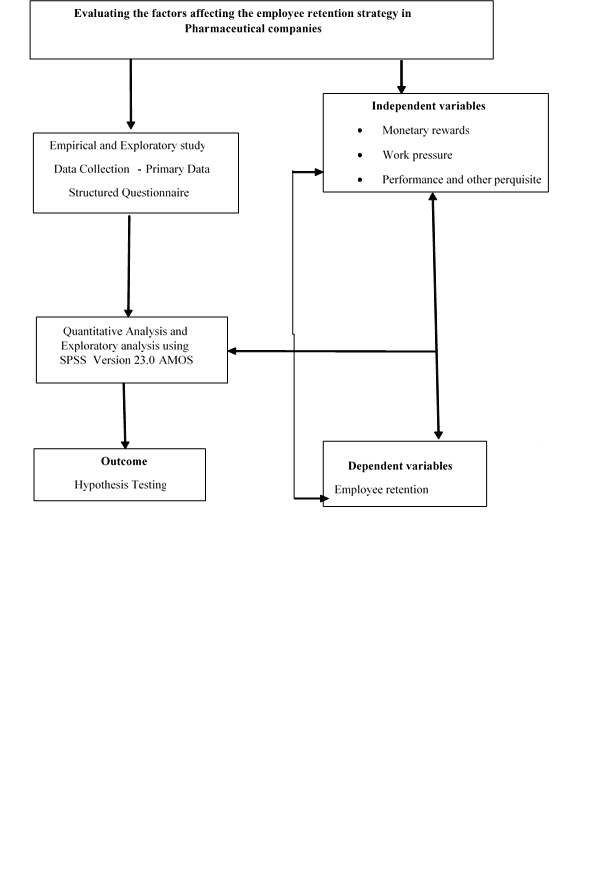 Evaluating the factors affecting the employee retention strategy in
Pharmaceutical companies
Empirical and Exploratory study
Data Collection - Primary Data
Structured Questionnaire
Independent variables
• Monetary rewards
• Work pressure
• Performance and other perquisite
Quantitative Analysis and
Exploratory analysis using
SPSS Version 23.0 AMOS
Outcome
Hypothesis Testing
Dependent variables
Employee retention